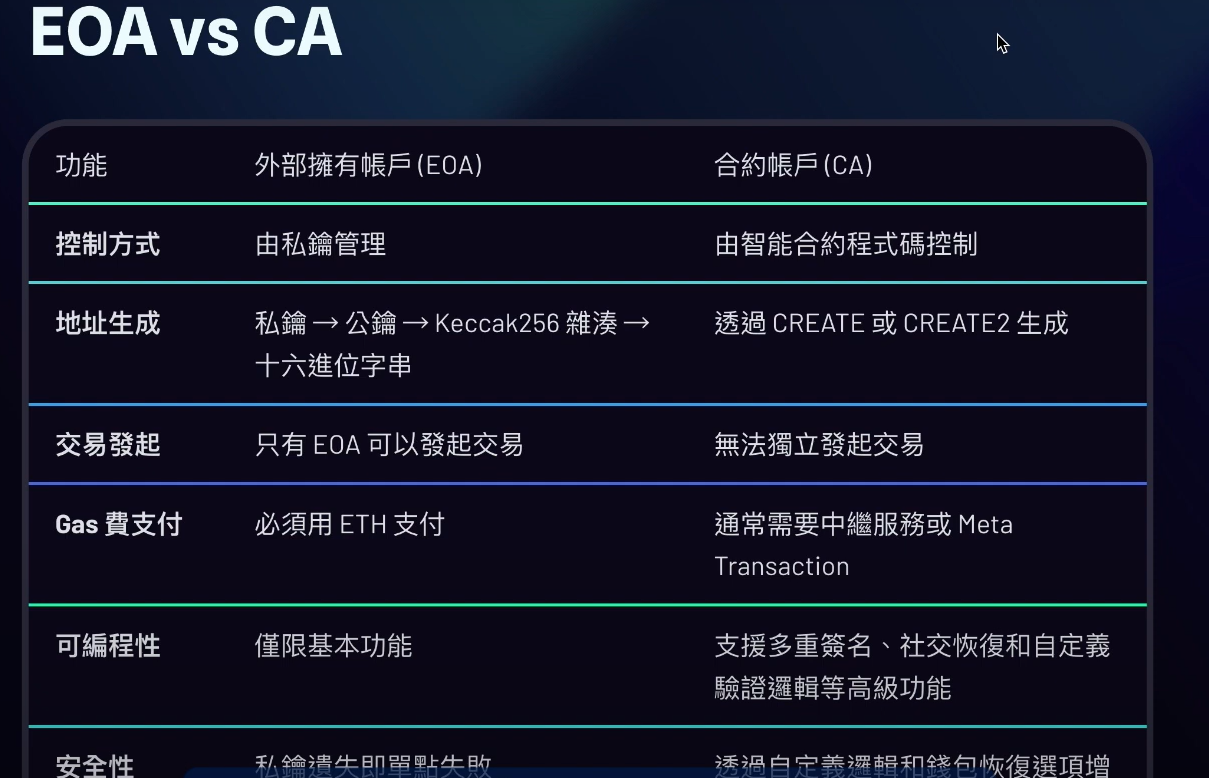 EOA vs CA
功能 外部擁有帳戶 (EOA) 合約帳戶 (CA)
控制方式 由私鑰管理 由智能合約程式碼控制
地址生成 私鑰 → 公鑰 → Keccak256 雜湊 → 透過 CREATE 或 CREATE2 生成
十六進位字串
交易發起 只有 EOA 可以發起交易 無法獨立發起交易
Gas 費支付 必須用 ETH 支付 通常需要中繼服務或 Meta
Transaction
可編程性 僅限基本功能 支援多重簽名、社交恢復和自定義
驗證邏輯等高級功能
安全性 私鑰遺失即單點失敗 透過自定義邏輯和錢包恢復選項增